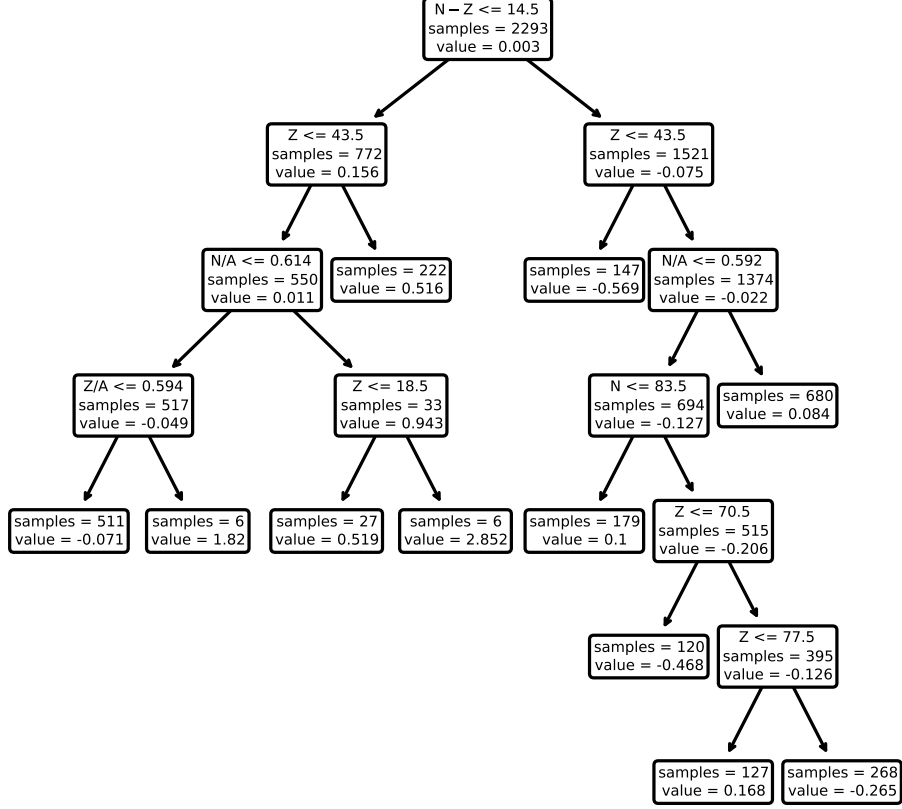 N − Z <= 14.5
samples = 2293
value = 0.003
Z <= 43.5
samples = 772
value = 0.156
Z <= 43.5
samples = 1521
value = -0.075
N/A <= 0.614
samples = 550
value = 0.011
samples = 222
value = 0.516
samples = 147
value = -0.569
N/A <= 0.592
samples = 1374
value = -0.022
Z/A <= 0.594
samples = 517
value = -0.049
Z <= 18.5
samples = 33
value = 0.943
N <= 83.5
samples = 694
value = -0.127
samples = 680
value = 0.084
samples = 511
value = -0.071
samples = 6
value = 1.82
samples = 27
value = 0.519
samples = 6
value = 2.852
samples = 179
value = 0.1
Z <= 70.5
samples = 515
value = -0.206
samples = 120
value = -0.468
Z <= 77.5
samples = 395
value = -0.126
samples = 127
value = 0.168
samples = 268
value = -0.265